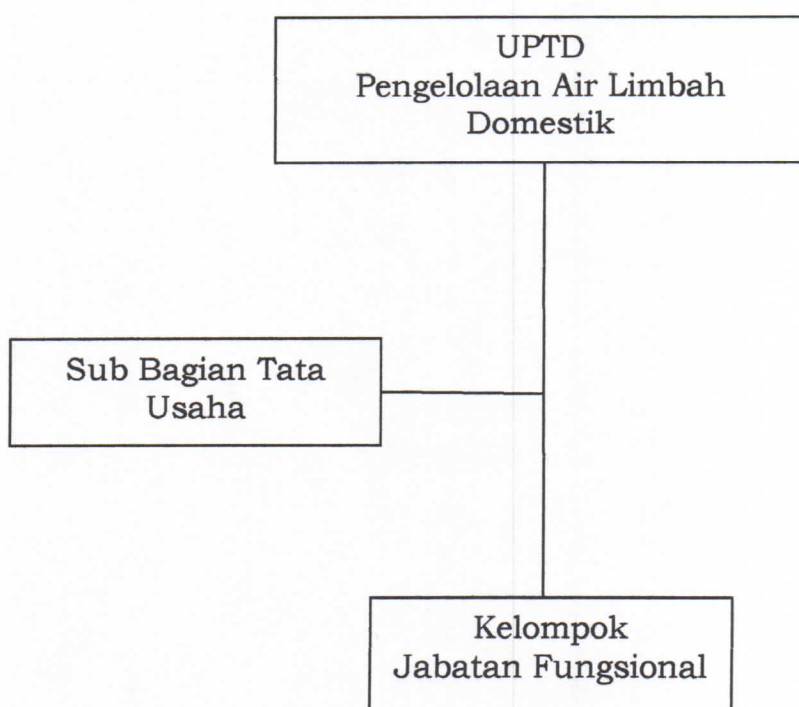 UPTD
Pengelolaan Air Limbah
Domestik
Sub Bagian Tata
Usaha
Kelompok
Jabatan Fungsional